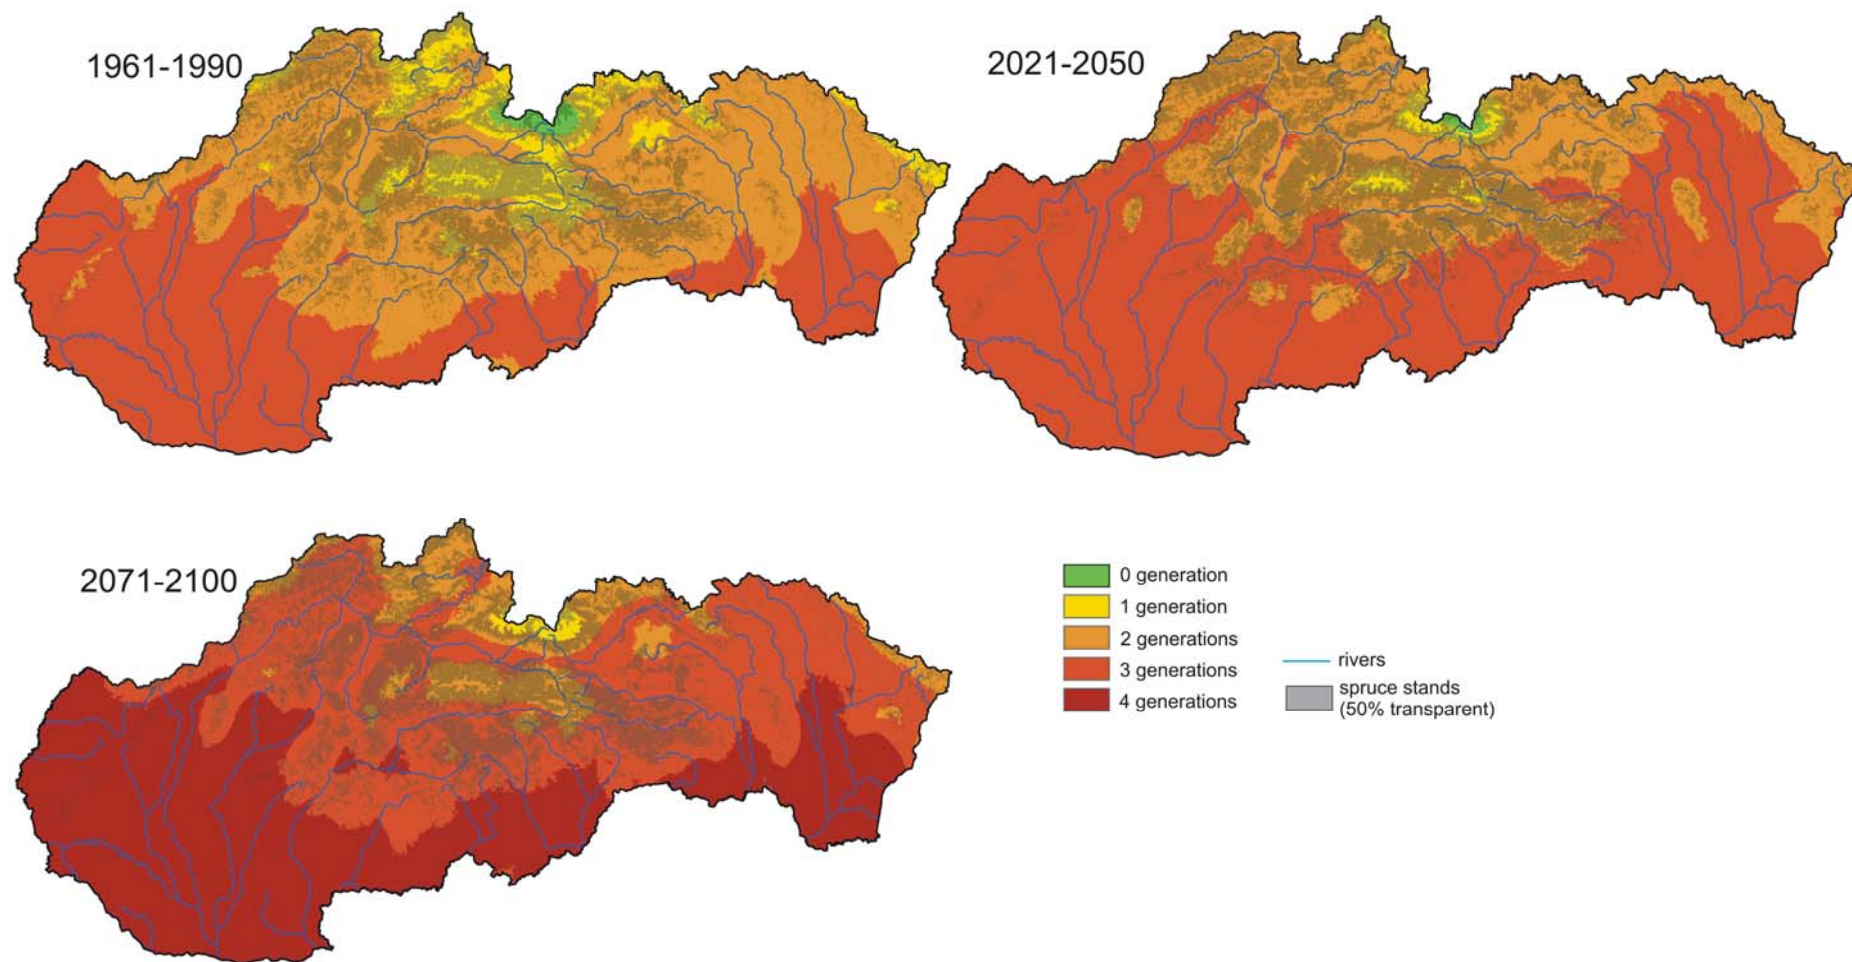 1961-1990
2021-2050
2071-2100
0 generation
1 generation
2 generations
3 generations
4 generations
rivers
spruce stands
(50% transparent)